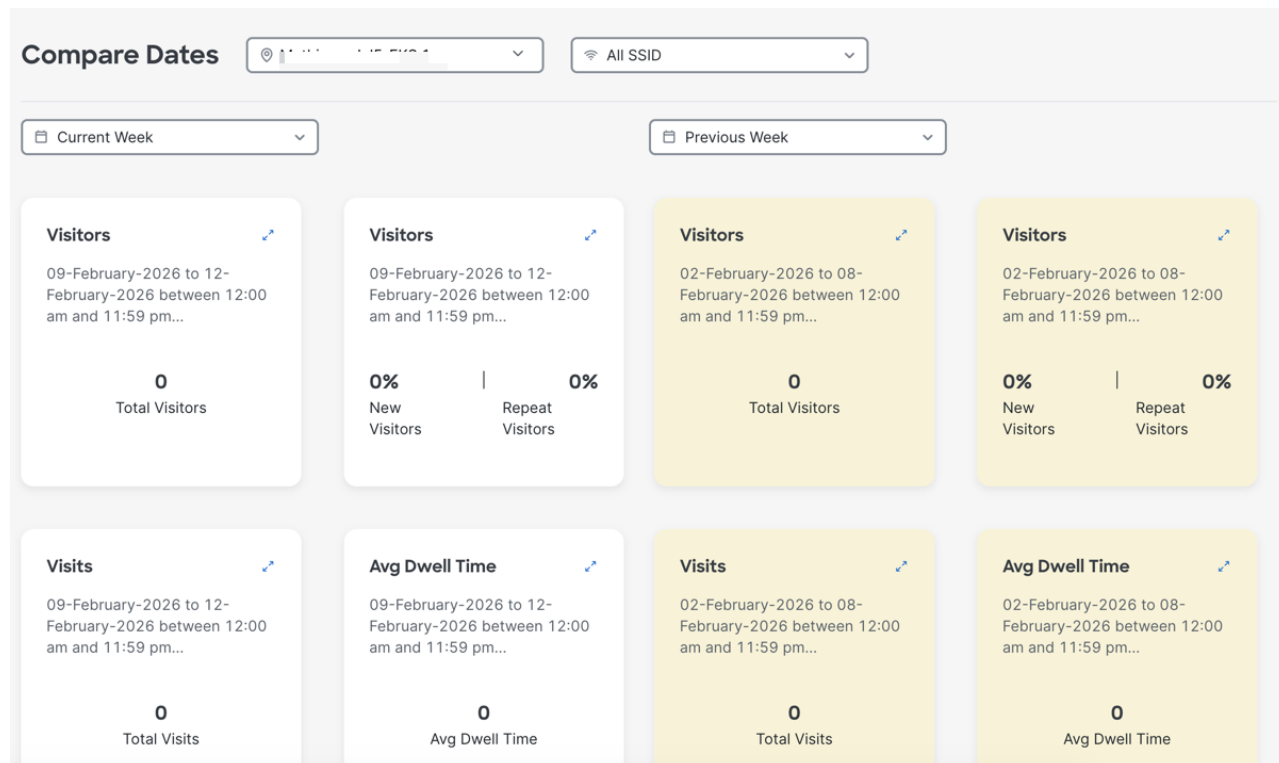 Compare Dates
All SSID
Current Week
Previous Week
Visitors
09-February-2026 to 12-
February-2026 between 12:00
am and 11:59 pm...
0
Total Visitors
Visitors
09-February-2026 to 12-
February-2026 between 12:00
am and 11:59 pm...
0% | 0%
New Repeat
Visitors Visitors
Visitors
02-February-2026 to 08-
February-2026 between 12:00
am and 11:59 pm...
0
Total Visitors
Visitors
02-February-2026 to 08-
February-2026 between 12:00
am and 11:59 pm...
0% | 0%
New Repeat
Visitors Visitors
Visits
09-February-2026 to 12-
February-2026 between 12:00
am and 11:59 pm...
0
Total Visits
Avg Dwell Time
09-February-2026 to 12-
February-2026 between 12:00
am and 11:59 pm...
0
Avg Dwell Time
Visits
02-February-2026 to 08-
February-2026 between 12:00
am and 11:59 pm...
0
Total Visits
Avg Dwell Time
02-February-2026 to 08-
February-2026 between 12:00
am and 11:59 pm...
0
Avg Dwell Time